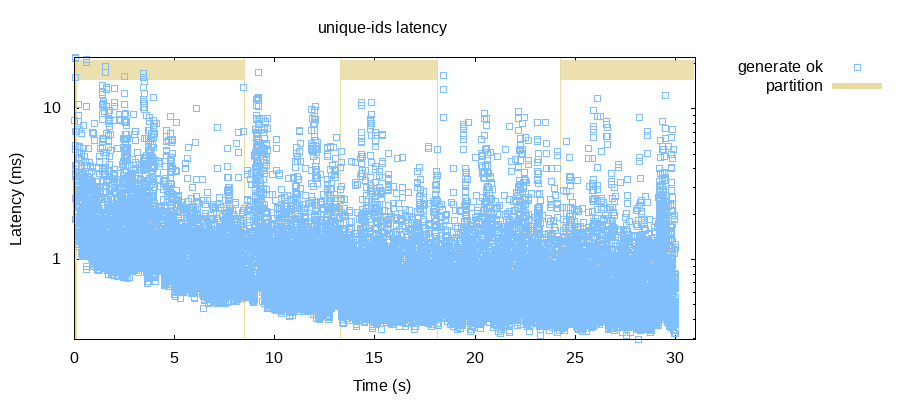 unique-ids latency
generate ok
partition
10
1
Latency (ms)
0 5 10 15 20 25 30
Time (s)